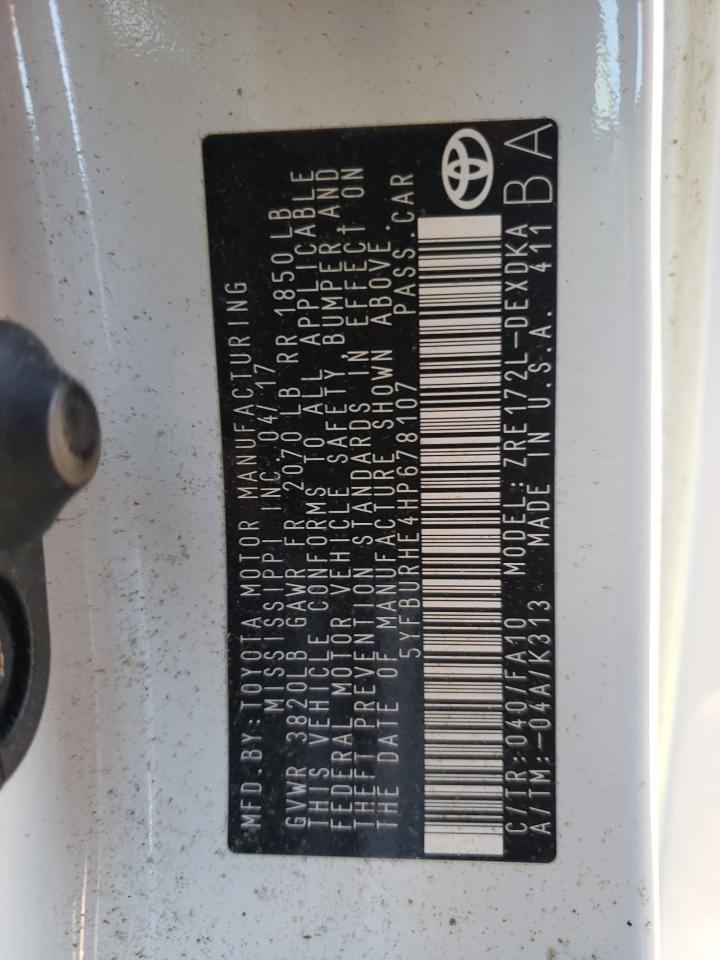 MFD.BY:TOYOTA MOTOR MANUFACTURING
MISSISSIPPI INC.04/17
GVWR 3820LB GAWR FR 2070LB RR 1850LB
THIS VEHICLE CONFORMS TO ALL APPLICABLE
FEDERAL MOTOR VEHICLE SAFETY, BUMPER AND
THEFT PREVENTION STANDARDS IN EFFECT ON
THE DATE OF MANUFACTURE SHOWN ABOVE.
5YFBURHE4HP678107 PASS.CAR
C/TR:040/FA10 MODEL:ZRE172L-DEXDKA
A/TM:-04A/K313 MADE IN U.S.A. 411 BA